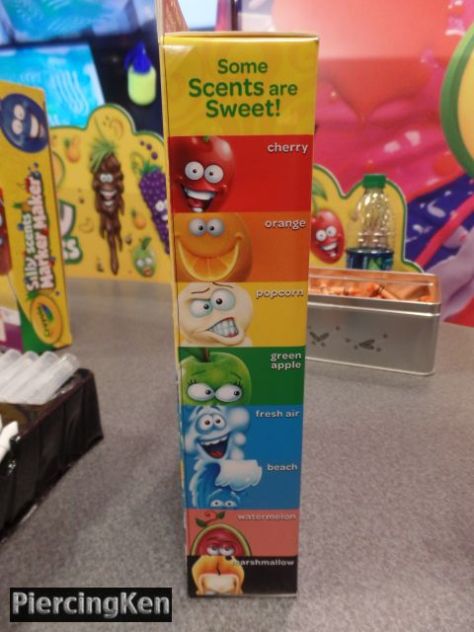 Some
Scents are
Sweet!
cherry
orange
popcorn
green
apple
fresh air
beach
watermelon
marshmallow
Silly Scents
Marker Maker
Crayola
PiercingKen